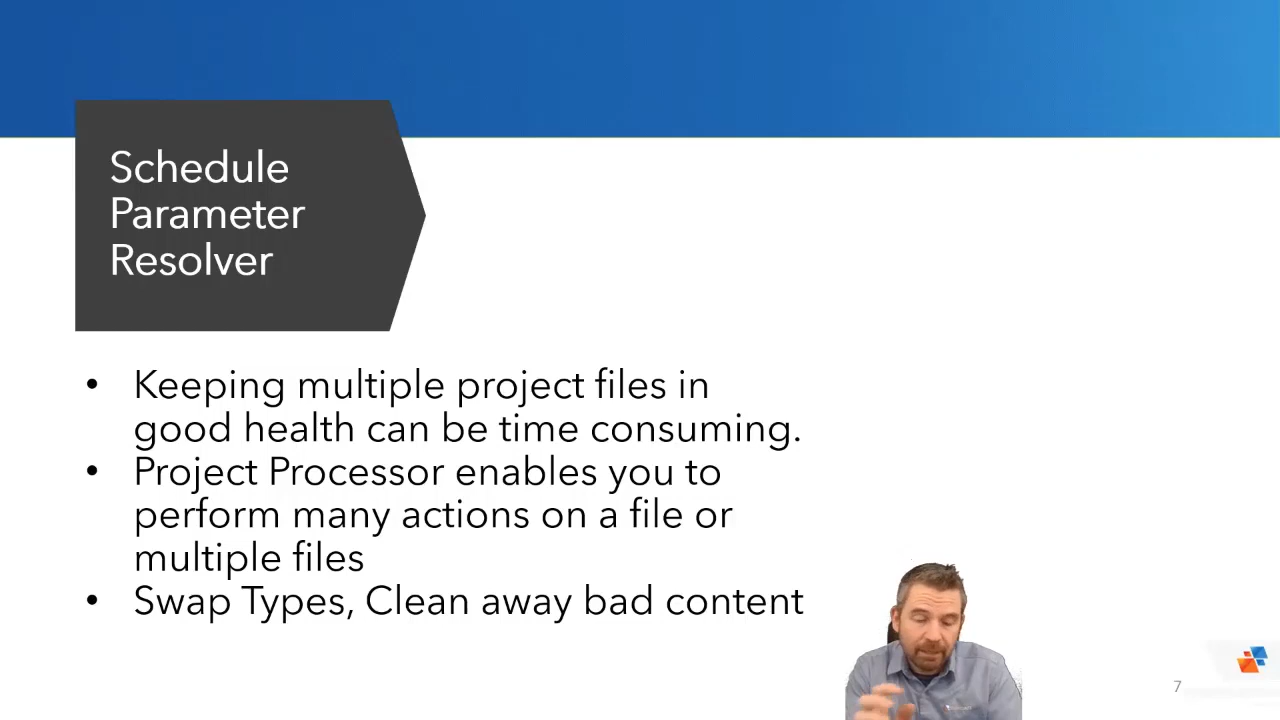 Schedule
Parameter
Resolver
• Keeping multiple project files in
good health can be time consuming.
• Project Processor enables you to
perform many actions on a file or
multiple files
• Swap Types, Clean away bad content
7